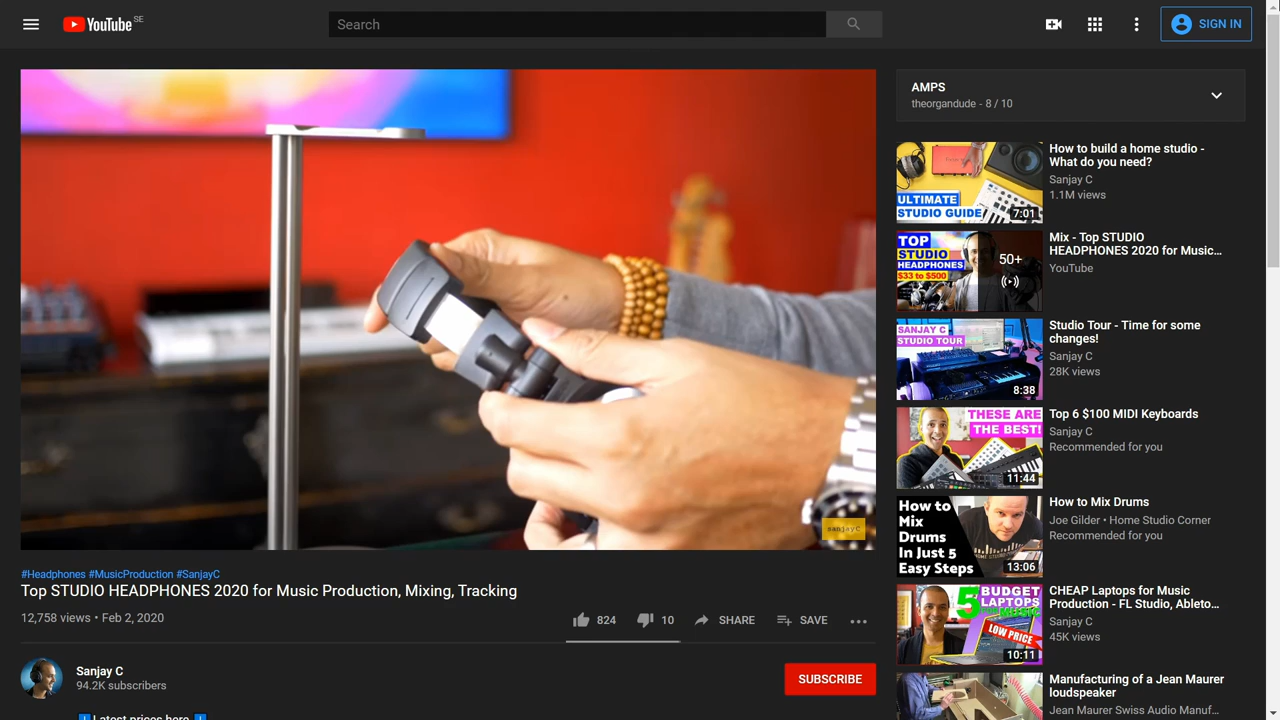 YouTube SE
Search
SIGN IN
sanjayC
#Headphones #MusicProduction #SanjayC
Top STUDIO HEADPHONES 2020 for Music Production, Mixing, Tracking
12,758 views • Feb 2, 2020
824
10
SHARE
SAVE
Sanjay C
94.2K subscribers
SUBSCRIBE
Latest prices here
AMPS
theorgandude - 8 / 10
ULTIMATE
STUDIO GUIDE
7:01
How to build a home studio -
What do you need?
Sanjay C
1.1M views
TOP
STUDIO
HEADPHONES
$33 to $500
50+
Mix - Top STUDIO
HEADPHONES 2020 for Music...
YouTube
SANJAY C
STUDIO TOUR
8:38
Studio Tour - Time for some
changes!
Sanjay C
28K views
THESE ARE
THE BEST!
11:44
Top 6 $100 MIDI Keyboards
Sanjay C
Recommended for you
How to
Mix
Drums
In Just 5
Easy Steps
13:06
How to Mix Drums
Joe Gilder • Home Studio Corner
Recommended for you
5 BUDGET
LAPTOPS
FOR MUSIC
LOW PRICE
10:11
CHEAP Laptops for Music
Production - FL Studio, Ableto...
Sanjay C
45K views
Manufacturing of a Jean Maurer
loudspeaker
Jean Maurer Swiss Audio Manuf...